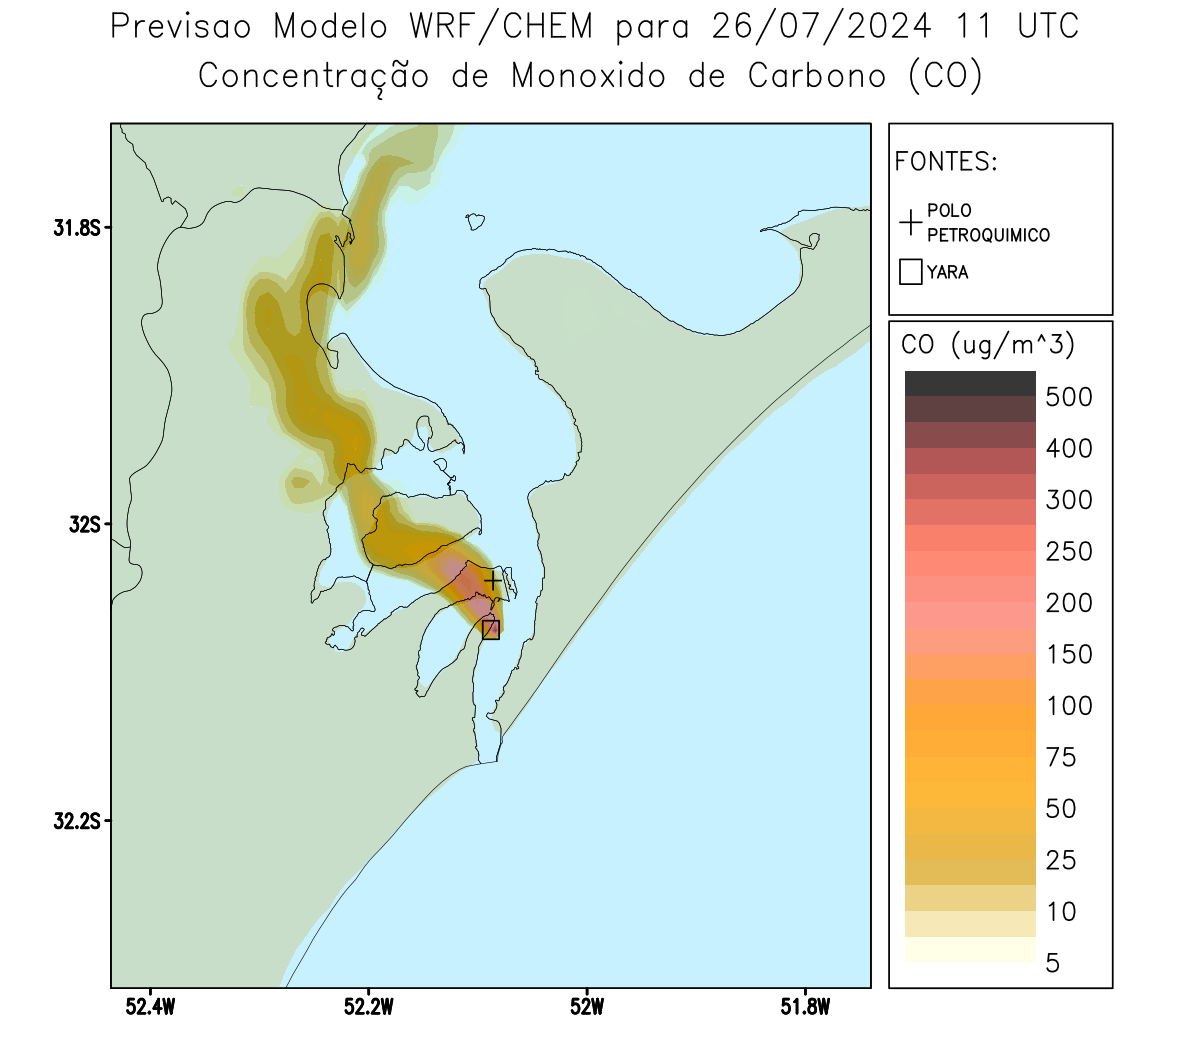 Previsao Modelo WRF/CHEM para 26/07/2024 11 UTC
Concentração de Monoxido de Carbono (CO)
FONTES:
POLO
PETROQUIMICO
YARA
CO (ug/m^3)
500
400
300
250
200
150
100
75
50
25
10
5
31.8S
32S
32.2S
52.4W
52.2W
52W
51.8W